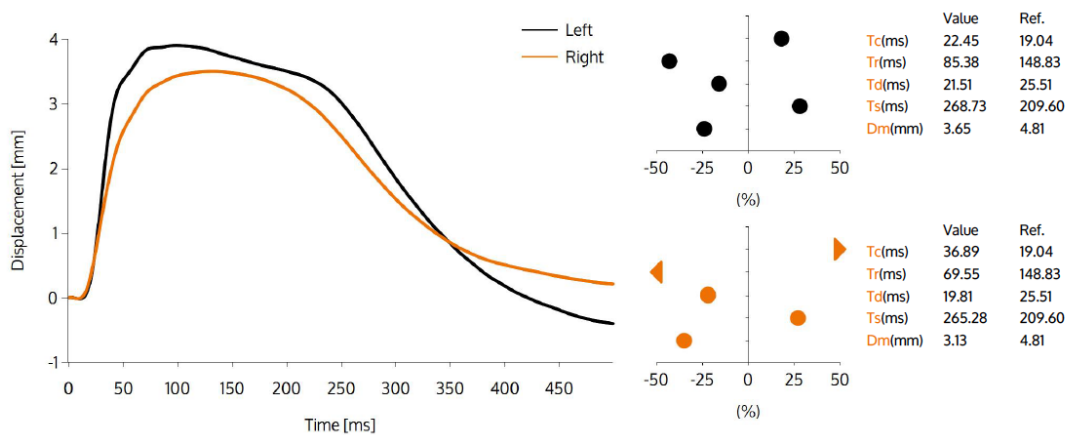 Left
Right
Displacement [mm]
4
3
2
1
0
-1
0 50 100 150 200 250 300 350 400 450
Time [ms]
-50 -25 0 25 50
(%)
Value Ref.
Tc(ms) 22.45 19.04
Tr(ms) 85.38 148.83
Td(ms) 21.51 25.51
Ts(ms) 268.73 209.60
Dm(mm) 3.65 4.81
-50 -25 0 25 50
(%)
Value Ref.
Tc(ms) 36.89 19.04
Tr(ms) 69.55 148.83
Td(ms) 19.81 25.51
Ts(ms) 265.28 209.60
Dm(mm) 3.13 4.81